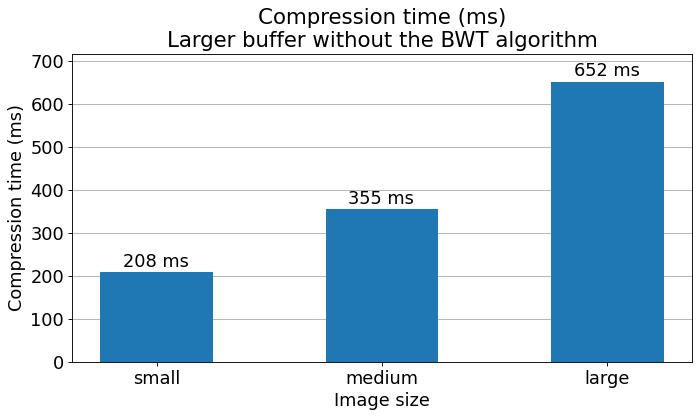 Compression time (ms)
Larger buffer without the BWT algorithm
Compression time (ms)
700
600
500
400
300
200
100
0
208 ms
355 ms
652 ms
small
medium
large
Image size